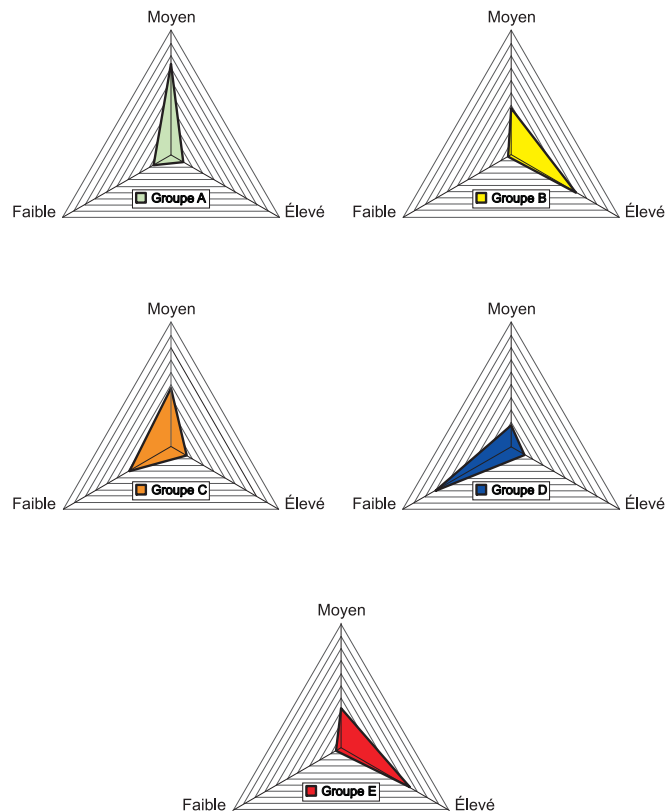 Moyen
Faible
Élevé
Groupe A
Moyen
Faible
Élevé
Groupe B
Moyen
Faible
Élevé
Groupe C
Moyen
Faible
Élevé
Groupe D
Moyen
Faible
Élevé
Groupe E